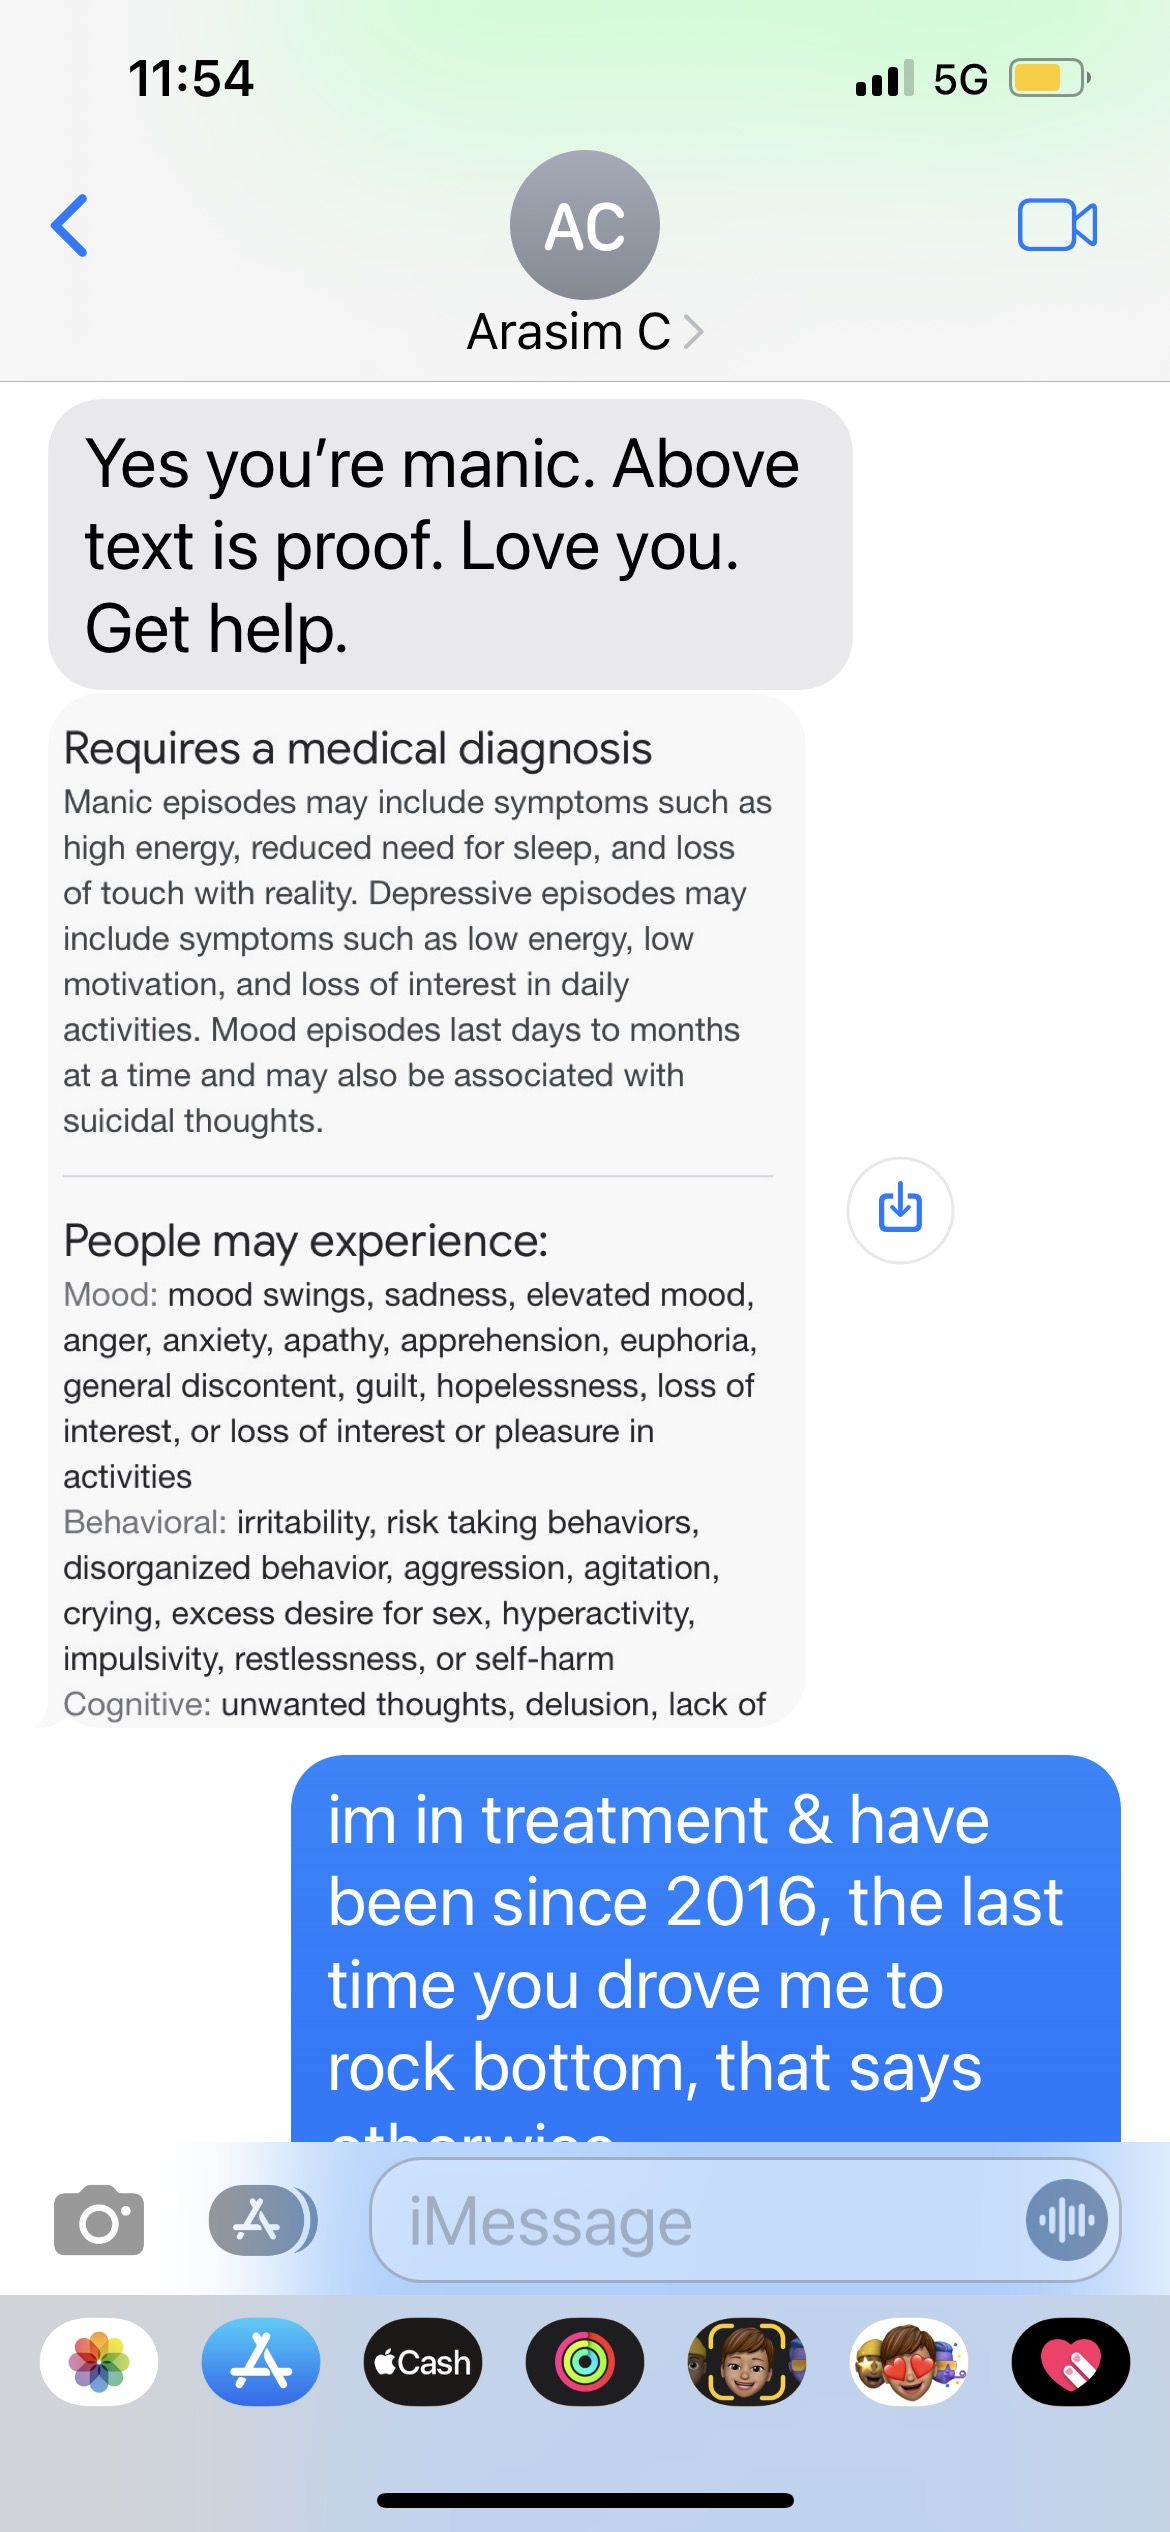 11:54
5G
AC
Arasim C
Yes you’re manic. Above
text is proof. Love you.
Get help.
Requires a medical diagnosis
Manic episodes may include symptoms such as
high energy, reduced need for sleep, and loss
of touch with reality. Depressive episodes may
include symptoms such as low energy, low
motivation, and loss of interest in daily
activities. Mood episodes last days to months
at a time and may also be associated with
suicidal thoughts.
People may experience:
Mood: mood swings, sadness, elevated mood,
anger, anxiety, apathy, apprehension, euphoria,
general discontent, guilt, hopelessness, loss of
interest, or loss of interest or pleasure in
activities
Behavioral: irritability, risk taking behaviors,
disorganized behavior, aggression, agitation,
crying, excess desire for sex, hyperactivity,
impulsivity, restlessness, or self-harm
Cognitive: unwanted thoughts, delusion, lack of
im in treatment & have
been since 2016, the last
time you drove me to
rock bottom, that says
otherwise
iMessage
Cash